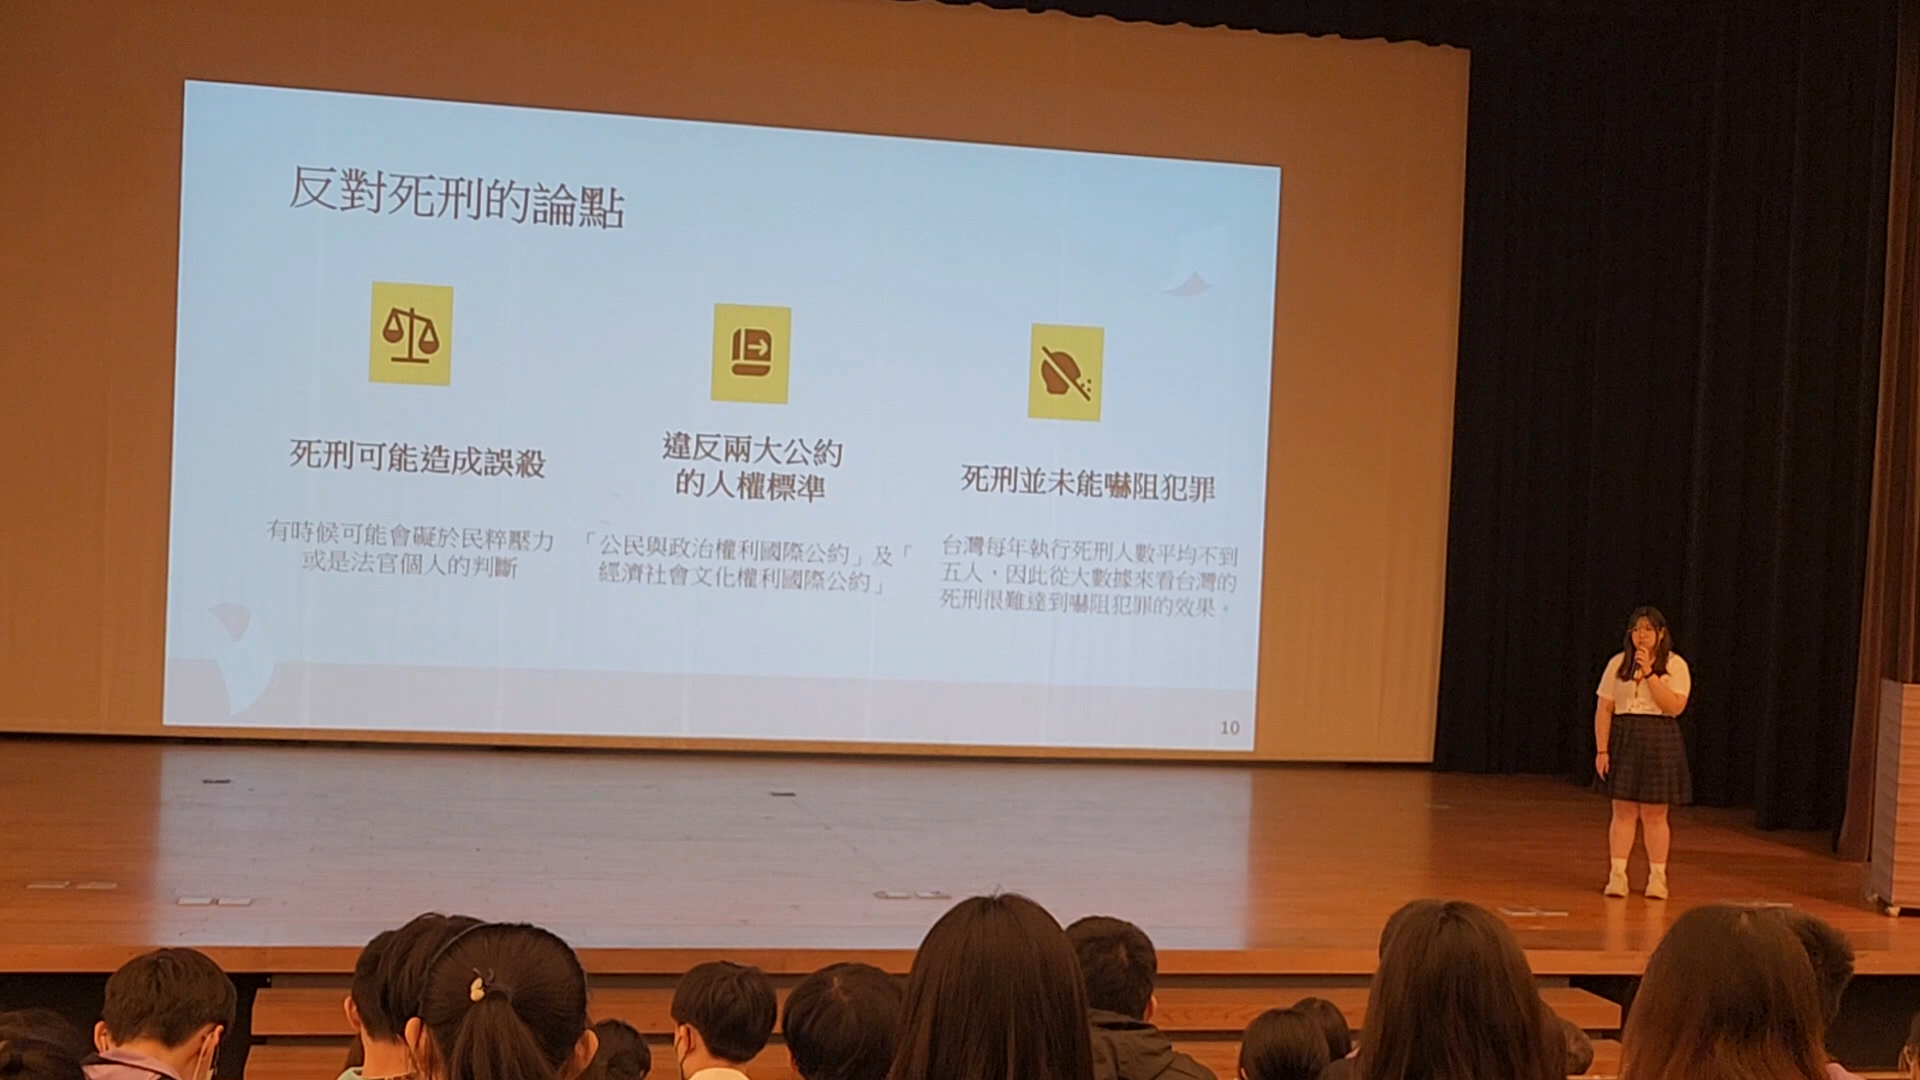 反對死刑的論點
死刑可能造成誤殺
有時候可能會礙於民粹壓力
或是法官個人的判斷
違反兩大公約
的人權標準
「公民與政治權利國際公約」及「
經濟社會文化權利國際公約」
死刑並未能嚇阻犯罪
台灣每年執行死刑人數平均不到
五人，因此從大數據來看台灣的
死刑很難達到嚇阻犯罪的效果。
10